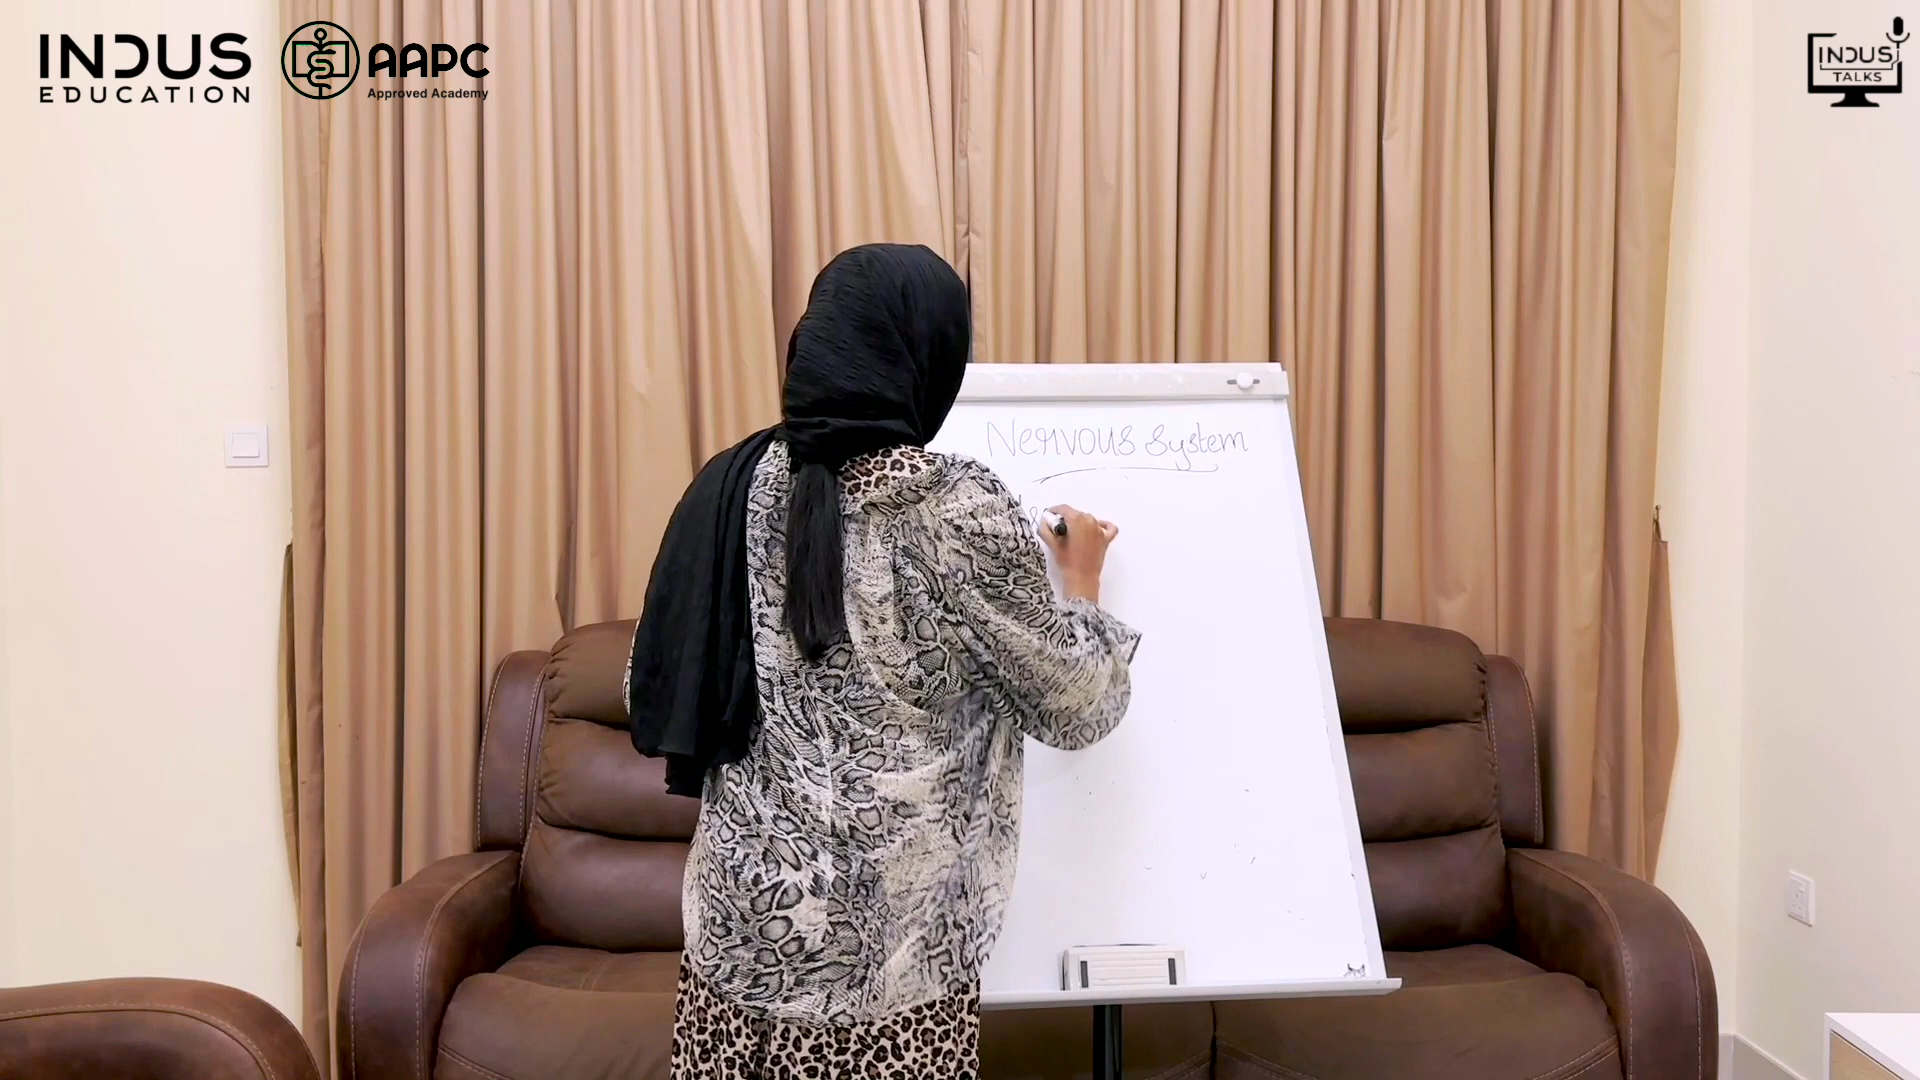 INDUS
EDUCATION
AAPC
Approved Academy
INDUS
TALKS
Nervous System